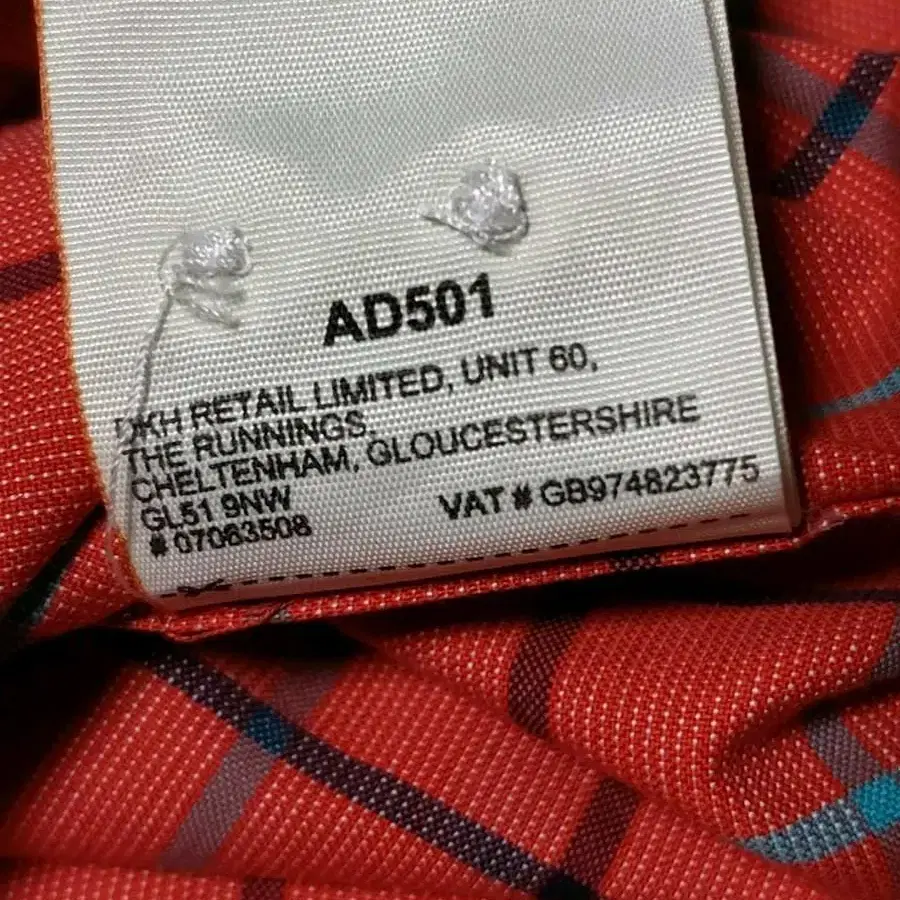 AD501
DKH RETAIL LIMITED, UNIT 60,
THE RUNNINGS,
CHELTENHAM, GLOUCESTERSHIRE
GL51 9NW VAT # GB974823775
# 07063508